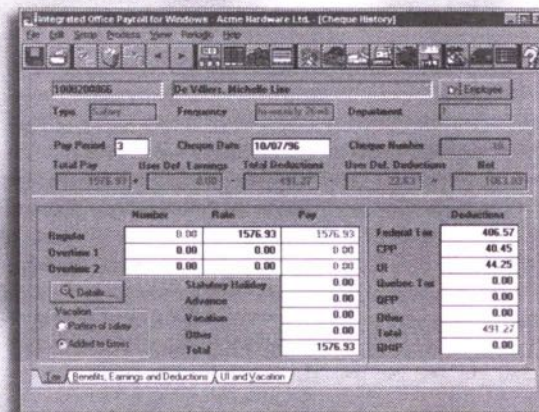 Integrated Office Payroll for Windows - Acme Hardware Ltd. - [Cheque History]
File Edit Setup Process View Periodic Help
1000200866 De Villiers, Michelle Lise Employee
Type Salary Frequency Department
Pay Period 3 Cheque Date 10/07/96 Cheque Number
Total Pay User Def. Earnings Total Deductions User Def. Deductions Net
1576.93 + 0.00 - 491.27 - 22.63 =
Number Rate Pay Deductions
Regular 0.00 1576.93 1576.93 Federal Tax 406.57
Overtime 1 0.00 0.00 0.00 CPP 40.45
Overtime 2 0.00 0.00 0.00 UI 44.25
Details... Statutory Holiday 0.00 Quebec Tax 0.00
Vacation Advance 0.00 QPP 0.00
Portion of salary Vacation 0.00 Other 0.00
Added to Gross Other 0.00 Total 491.27
Total 1576.93 0.00
Tax Benefits, Earnings and Deductions UI and Vacation